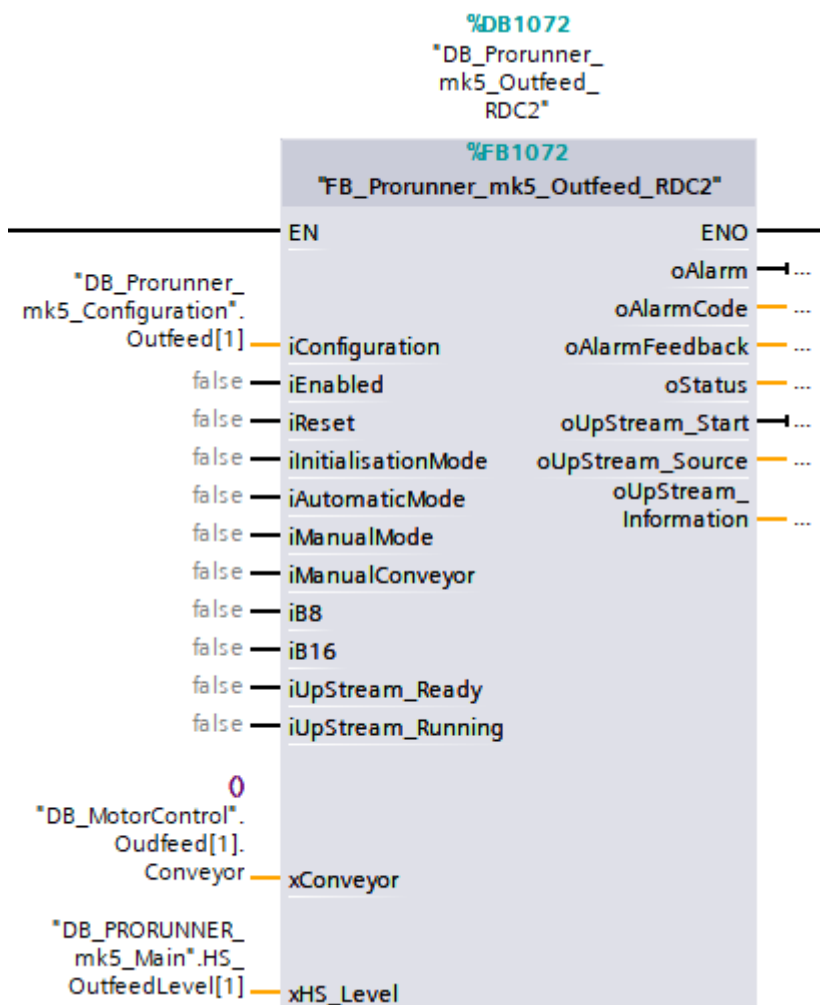 %DB1072
"DB_Prorunner_
mk5_Outfeed_
RDC2"
%FB1072
"FB_Prorunner_mk5_Outfeed_RDC2"
EN
ENO
oAlarm
...
"DB_Prorunner_
mk5_Configuration".
Outfeed[1]
oAlarmCode
...
iConfiguration
oAlarmFeedback
...
false
iEnabled
oStatus
...
false
iReset
oUpStream_Start
...
false
iInitialisationMode
oUpStream_Source
...
false
iAutomaticMode
oUpStream_
Information
...
false
iManualMode
false
iManualConveyor
false
iB8
false
iB16
false
iUpStream_Ready
false
iUpStream_Running
()
"DB_MotorControl".
Oudfeed[1].
Conveyor
xConveyor
"DB_PRORUNNER_
mk5_Main".HS_
OutfeedLevel[1]
xHS_Level